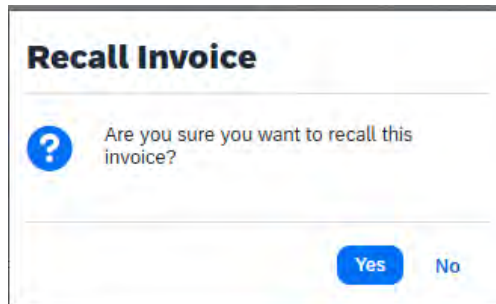 Recall Invoice
?
Are you sure you want to recall this
invoice?
Yes No